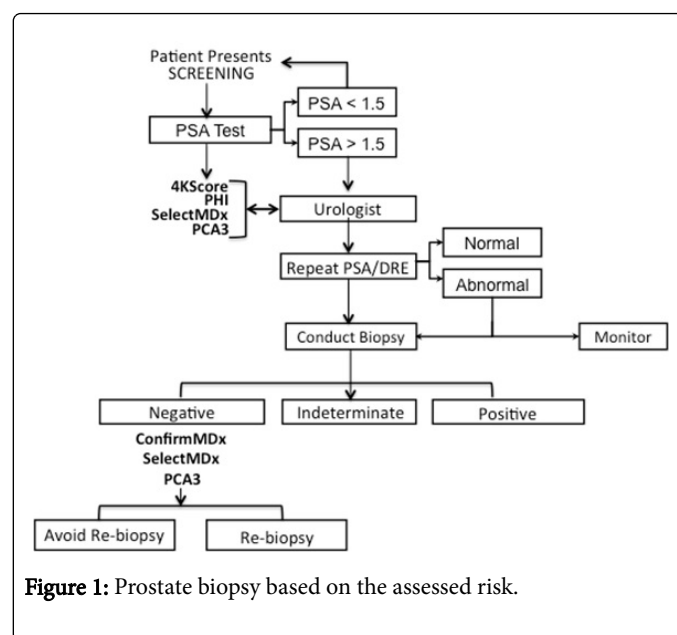 Patient Presents
SCREENING
PSA < 1.5
PSA Test
PSA > 1.5
4KScore
PHI
SelectMDx
PCA3
Urologist
Normal
Repeat PSA/DRE
Abnormal
Conduct Biopsy
Monitor
Negative
Indeterminate
Positive
ConfirmMDx
SelectMDx
PCA3
Avoid Re-biopsy
Re-biopsy
Figure 1: Prostate biopsy based on the assessed risk.